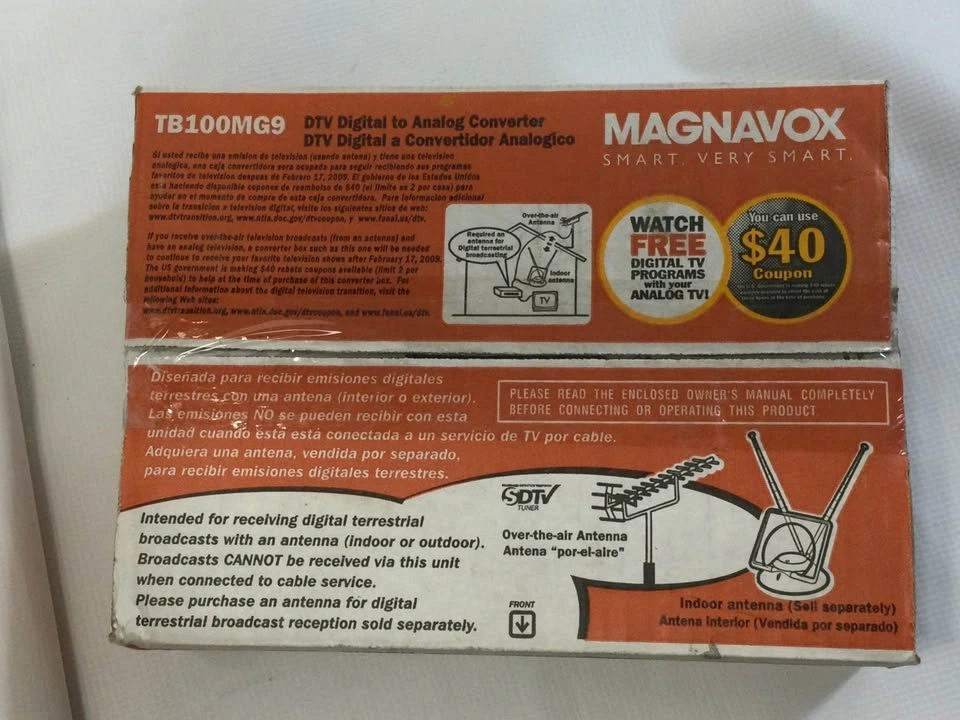 TB100MG9
DTV Digital to Analog Converter
DTV Digital a Convertidor Analogico
MAGNAVOX
SMART. VERY SMART.
Si usted recibe una emision de television (usando antena) y tiene una television
analogica, una caja convertidora sera ocupada para seguir recibiendo sus programas
favoritos de television despues de Febrero 17, 2009. El gobierno de los Estados Unidos
esta haciendo disponible cupones de reembolso de $40 (el limite es 2 por casa) para
ayudar en el momento de compra de esta caja convertidora. Para informacion adicional
sobre la transicion a television digital, visite los siguientes sitios de web:
www.dtvtransition.org, www.ntia.doc.gov/dtvcoupon, y www.funai.us/dtv.
If you receive over-the-air television broadcasts (from an antenna) and
have an analog television, a converter box such as this one will be needed
to continue to receive your favorite television shows after February 17, 2009.
The US government is making $40 rebate coupons available (limit 2 per
household) to help at the time of purchase of this converter box. For
additional information about the digital television transition, visit the
following Web sites:
www.dtvtransition.org, www.ntia.doc.gov/dtvcoupon, and www.funai.us/dtv.
Over-the-air
Antenna
Required an
antenna for
Digital terrestrial
broadcasting
Indoor
antenna
TV
WATCH
FREE
DIGITAL TV
PROGRAMS
with your
ANALOG TV!
You can use
$40
Coupon
Diseñada para recibir emisiones digitales
terrestres con una antena (interior o exterior).
Las emisiones NO se pueden recibir con esta
unidad cuando esta está conectada a un servicio de TV por cable.
Adquiera una antena, vendida por separado,
para recibir emisiones digitales terrestres.
PLEASE READ THE ENCLOSED OWNER'S MANUAL COMPLETELY
BEFORE CONNECTING OR OPERATING THIS PRODUCT.
Intended for receiving digital terrestrial
broadcasts with an antenna (indoor or outdoor).
Broadcasts CANNOT be received via this unit
when connected to cable service.
Please purchase an antenna for digital
terrestrial broadcast reception sold separately.
SDTV
TUNER
Over-the-air Antenna
Antena "por-el-aire"
FRONT
Indoor antenna (Sell separately)
Antena Interior (Vendida por separado)